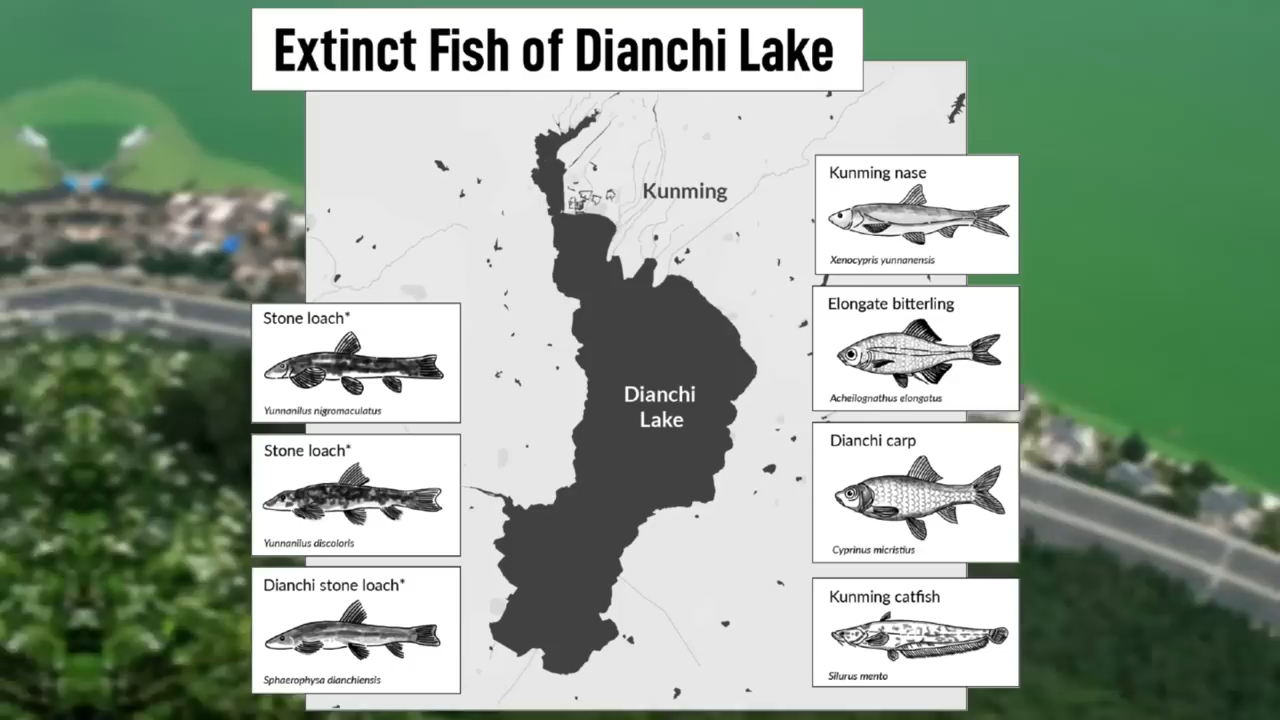 Extinct Fish of Dianchi Lake
Kunming
Dianchi
Lake
Stone loach*
Yunnanilus nigromaculatus
Stone loach*
Yunnanilus discoloris
Dianchi stone loach*
Sphaerophysa dianchiensis
Kunming nase
Xenocypris yunnanensis
Elongate bitterling
Acheilognathus elongatus
Dianchi carp
Cyprinus micristius
Kunming catfish
Silurus mento